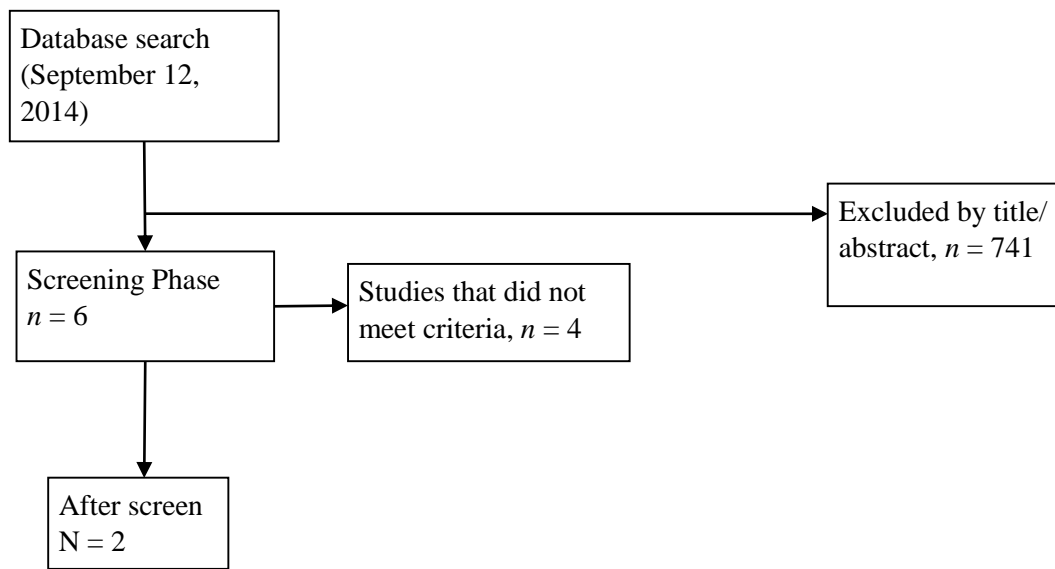 Database search
(September 12,
2014)
Excluded by title/
abstract, n = 741
Screening Phase
n = 6
Studies that did not
meet criteria, n = 4
After screen
N = 2